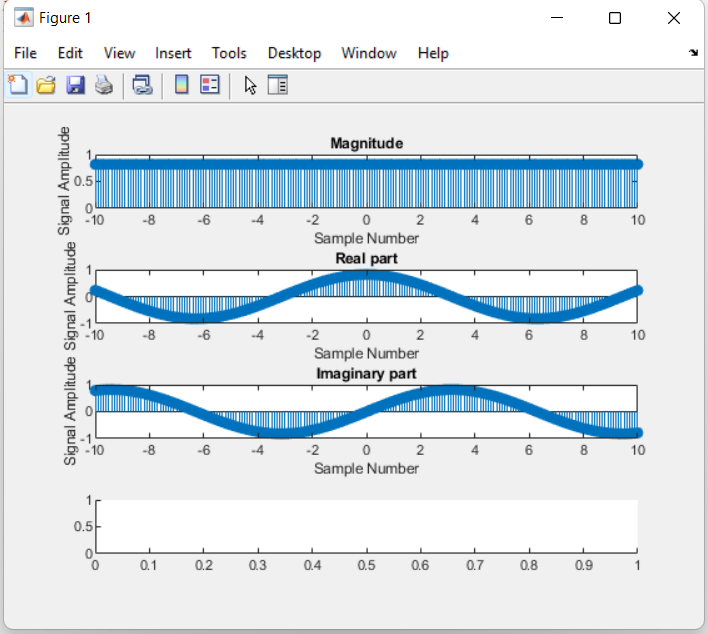 Figure 1
File Edit View Insert Tools Desktop Window Help
Magnitude
Signal Amplitude
1
0.5
0
-10 -8 -6 -4 -2 0 2 4 6 8 10
Sample Number
Real part
Signal Amplitude
1
0
-1
-10 -8 -6 -4 -2 0 2 4 6 8 10
Sample Number
Imaginary part
Signal Amplitude
1
0
-1
-10 -8 -6 -4 -2 0 2 4 6 8 10
Sample Number
1
0.5
0
0 0.1 0.2 0.3 0.4 0.5 0.6 0.7 0.8 0.9 1